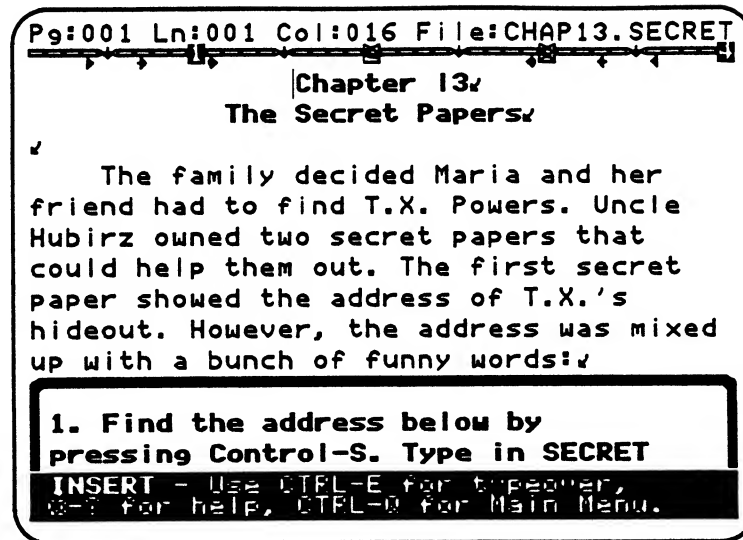 Pg:001 Ln:001 Col:016 File:CHAP13.SECRET
Chapter 13
The Secret Papers
The family decided Maria and her
friend had to find T.X. Powers. Uncle
Hubirz owned two secret papers that
could help them out. The first secret
paper showed the address of T.X.'s
hideout. However, the address was mixed
up with a bunch of funny words:
1. Find the address below by
pressing Control-S. Type in SECRET
INSERT - Use CTRL-E for typeover,
-? for help, CTRL-Q for Main Menu.